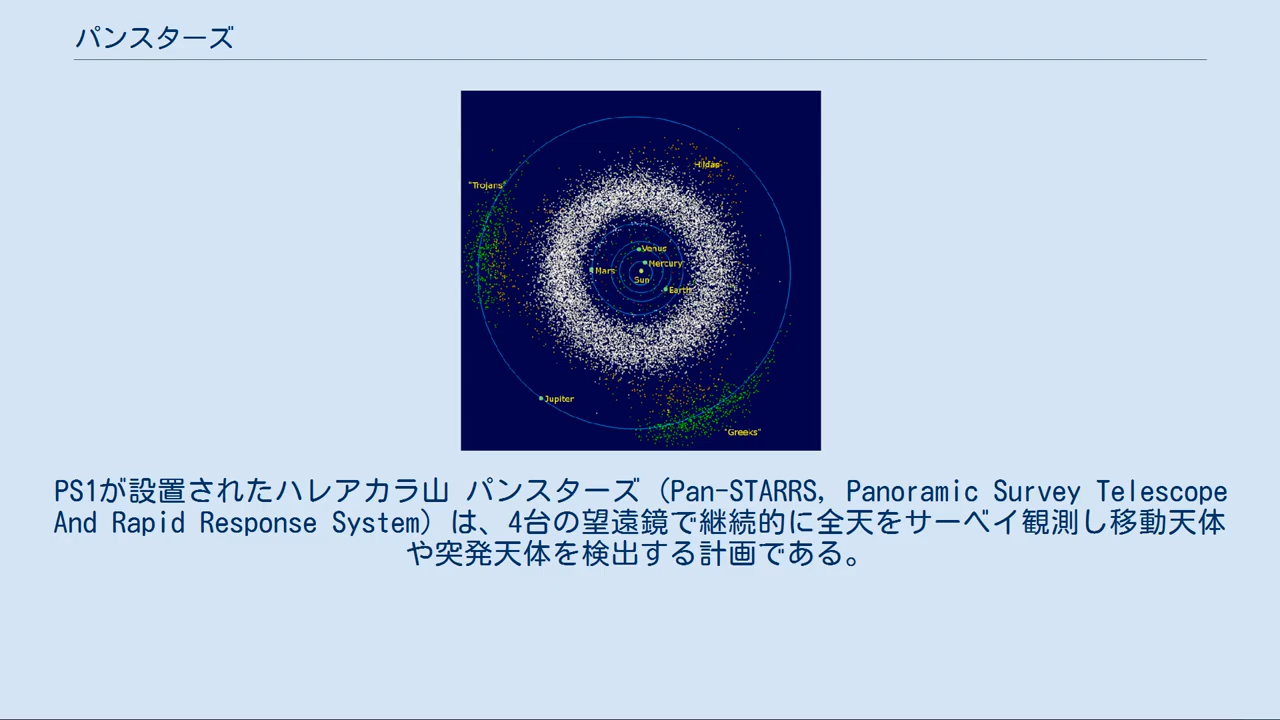 パンスターズ
Hildas
"Trojans"
Venus
Mercury
Mars
Sun
Earth
Jupiter
"Greeks"
PS1が設置されたハレアカラ山 パンスターズ（Pan-STARRS, Panoramic Survey Telescope
And Rapid Response System）は、4台の望遠鏡で継続的に全天をサーベイ観測し移動天体
や突発天体を検出する計画である。